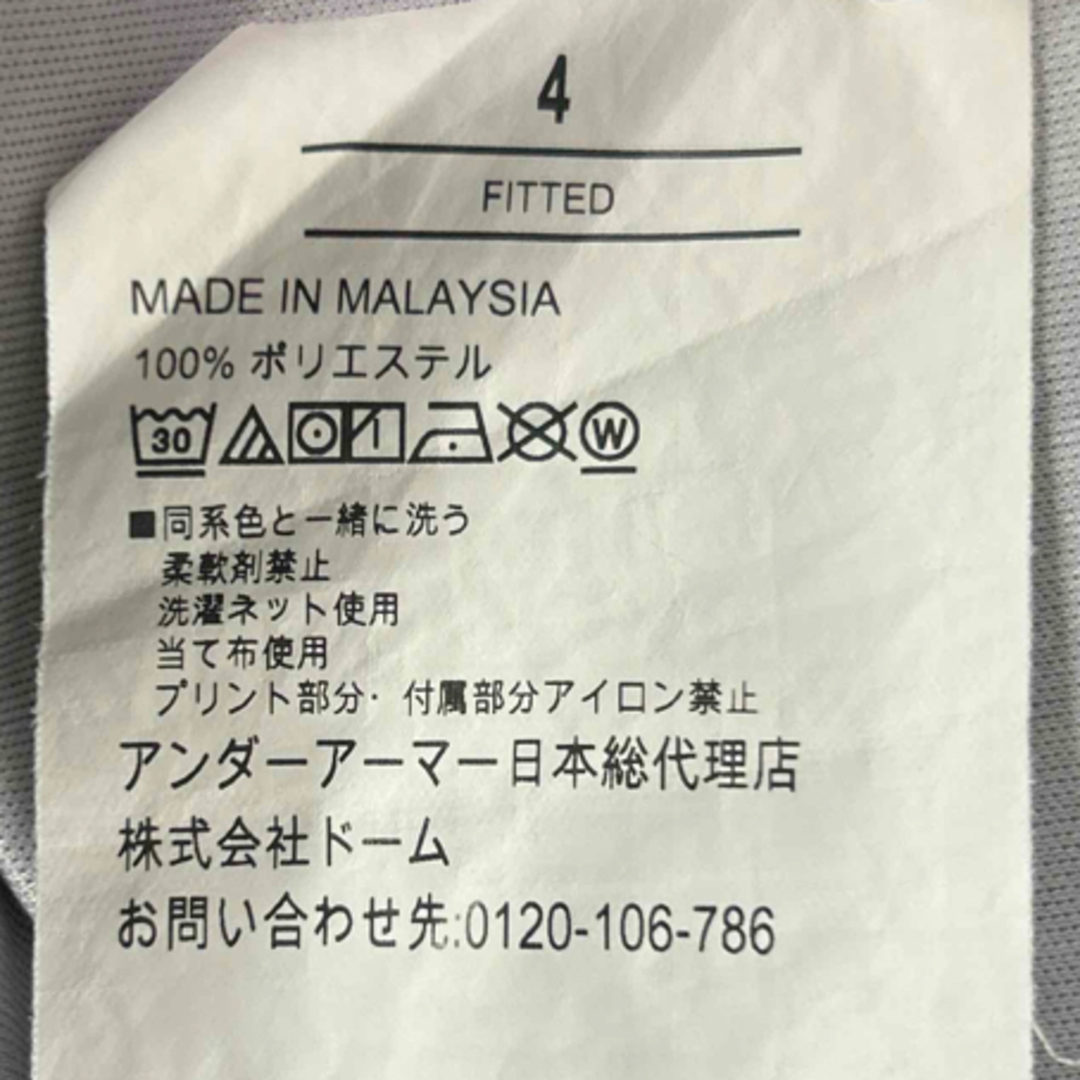 4
FITTED
MADE IN MALAYSIA
100% ポリエステル
30 1 W
■同系色と一緒に洗う
柔軟剤禁止
洗濯ネット使用
当て布使用
プリント部分・付属部分アイロン禁止
アンダーアーマー日本総代理店
株式会社ドーム
お問い合わせ先:0120-106-786